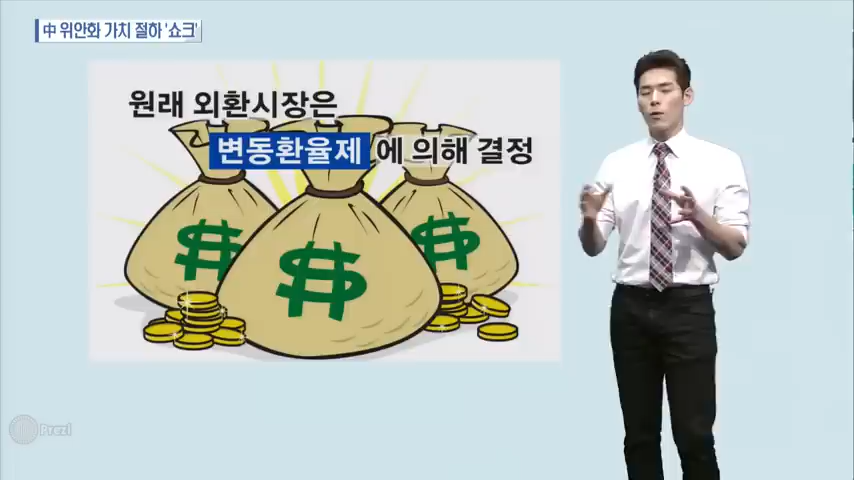 中 위안화 가치 절하 '쇼크'
원래 외환시장은
변동환율제 에 의해 결정
$
$
$
Prezi